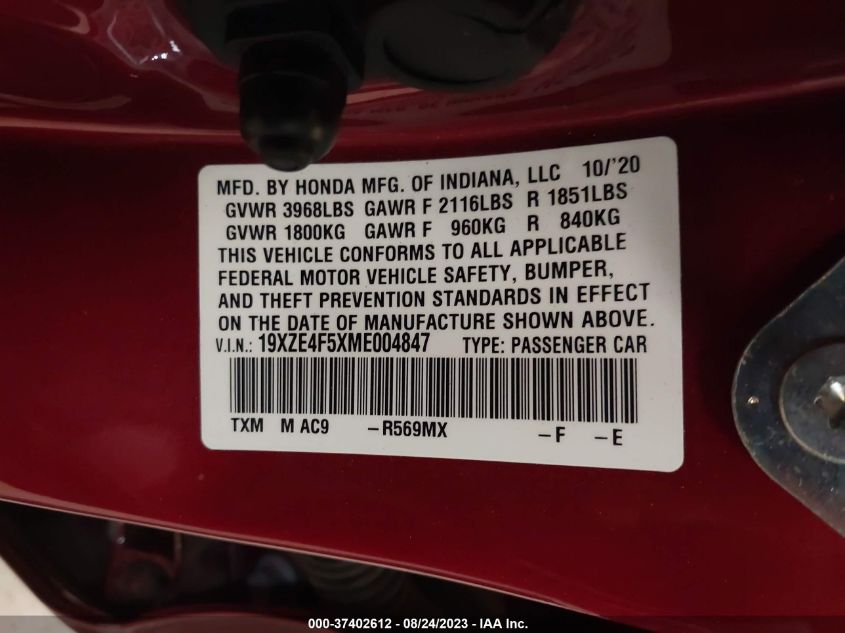 MFD. BY HONDA MFG. OF INDIANA, LLC 10/'20
GVWR 3968LBS GAWR F 2116LBS R 1851LBS
GVWR 1800KG GAWR F 960KG R 840KG
THIS VEHICLE CONFORMS TO ALL APPLICABLE
FEDERAL MOTOR VEHICLE SAFETY, BUMPER,
AND THEFT PREVENTION STANDARDS IN EFFECT
ON THE DATE OF MANUFACTURE SHOWN ABOVE.
V.I.N.: 19XZE4F5XME004847 TYPE: PASSENGER CAR
TXM M AC9 -R569MX -F -E
000-37402612 - 08/24/2023 - IAA Inc.